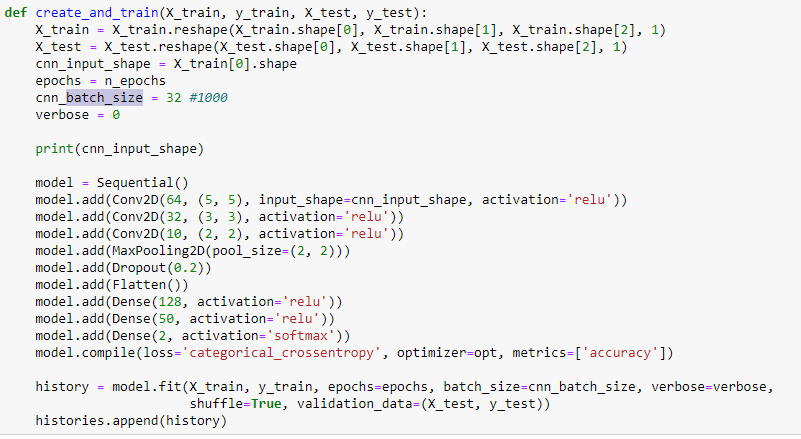 def create_and_train(X_train, y_train, X_test, y_test):
    X_train = X_train.reshape(X_train.shape[0], X_train.shape[1], X_train.shape[2], 1)
    X_test = X_test.reshape(X_test.shape[0], X_test.shape[1], X_test.shape[2], 1)
    cnn_input_shape = X_train[0].shape
    epochs = n_epochs
    cnn_batch_size = 32 #1000
    verbose = 0

    print(cnn_input_shape)

    model = Sequential()
    model.add(Conv2D(64, (5, 5), input_shape=cnn_input_shape, activation='relu'))
    model.add(Conv2D(32, (3, 3), activation='relu'))
    model.add(Conv2D(10, (2, 2), activation='relu'))
    model.add(MaxPooling2D(pool_size=(2, 2)))
    model.add(Dropout(0.2))
    model.add(Flatten())
    model.add(Dense(128, activation='relu'))
    model.add(Dense(50, activation='relu'))
    model.add(Dense(2, activation='softmax'))
    model.compile(loss='categorical_crossentropy', optimizer=opt, metrics=['accuracy'])

    history = model.fit(X_train, y_train, epochs=epochs, batch_size=cnn_batch_size, verbose=verbose,
                        shuffle=True, validation_data=(X_test, y_test))
    histories.append(history)